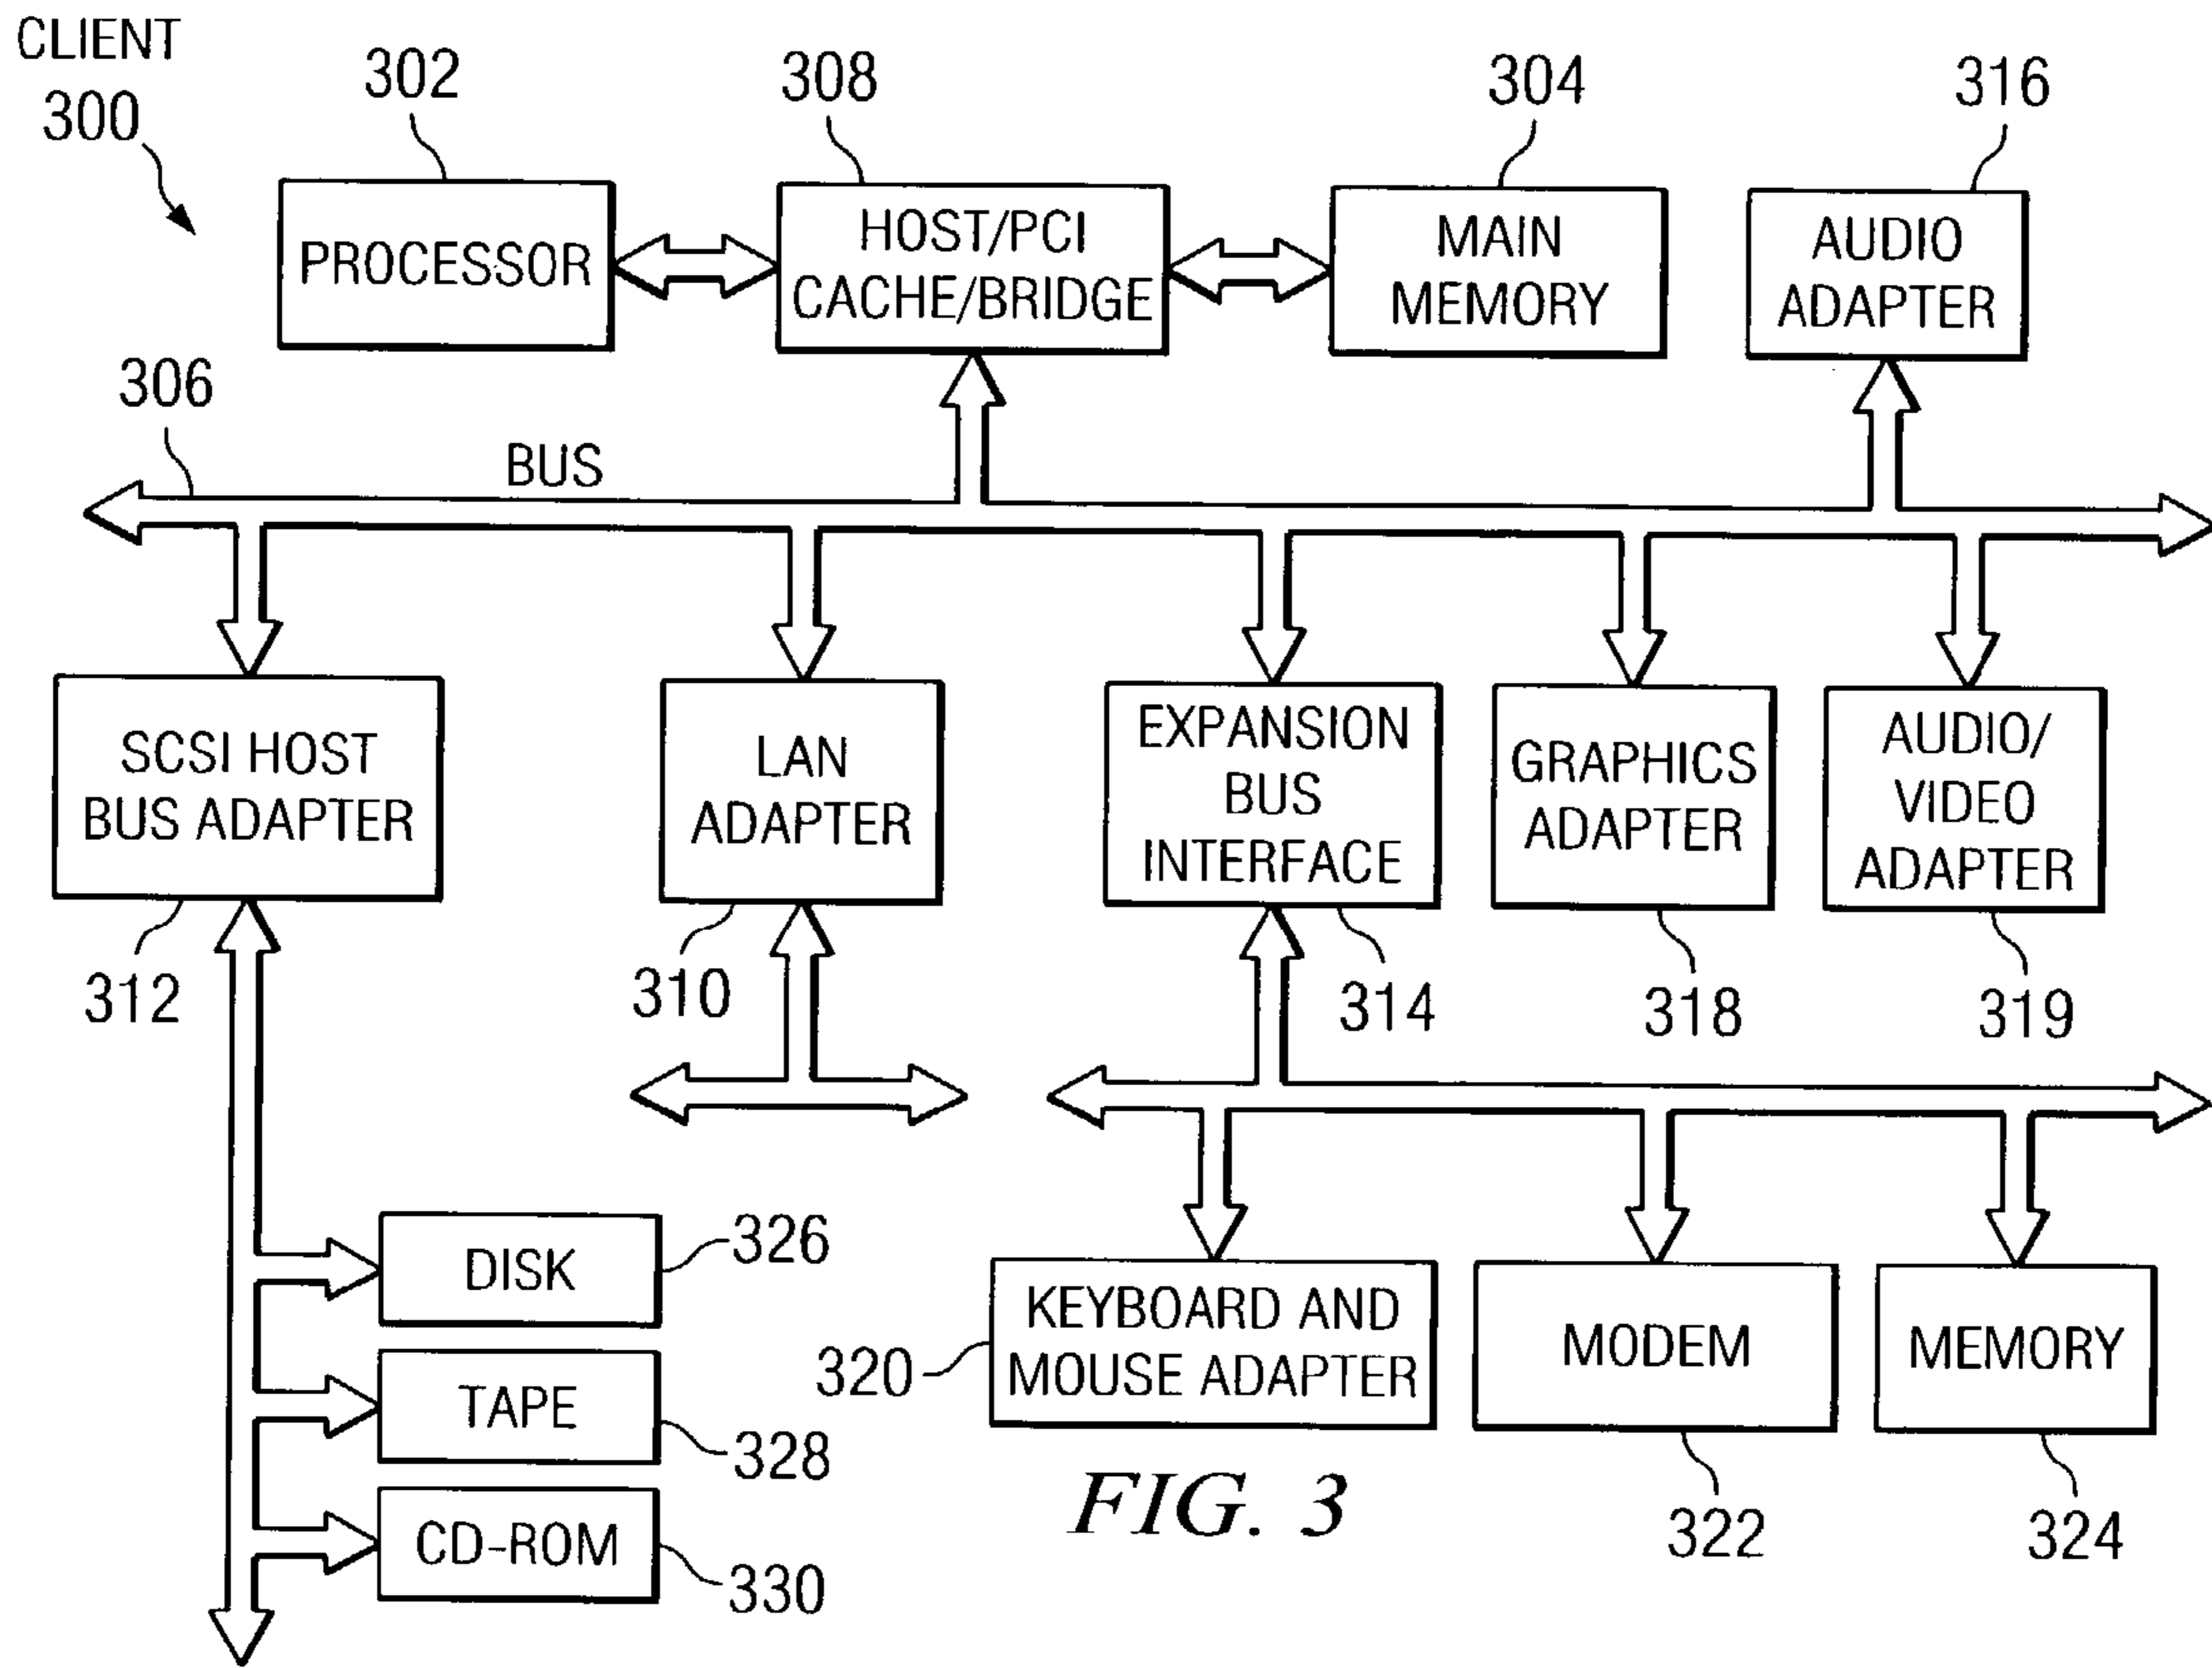 CLIENT
300
302
308
304
316
PROCESSOR
HOST/PCI
CACHE/BRIDGE
MAIN
MEMORY
AUDIO
ADAPTER
306
BUS
SCSI HOST
BUS ADAPTER
LAN
ADAPTER
EXPANSION
BUS
INTERFACE
GRAPHICS
ADAPTER
AUDIO/
VIDEO
ADAPTER
312
310
314
318
319
DISK
326
TAPE
328
CD-ROM
330
320
KEYBOARD AND
MOUSE ADAPTER
MODEM
MEMORY
322
324
FIG. 3